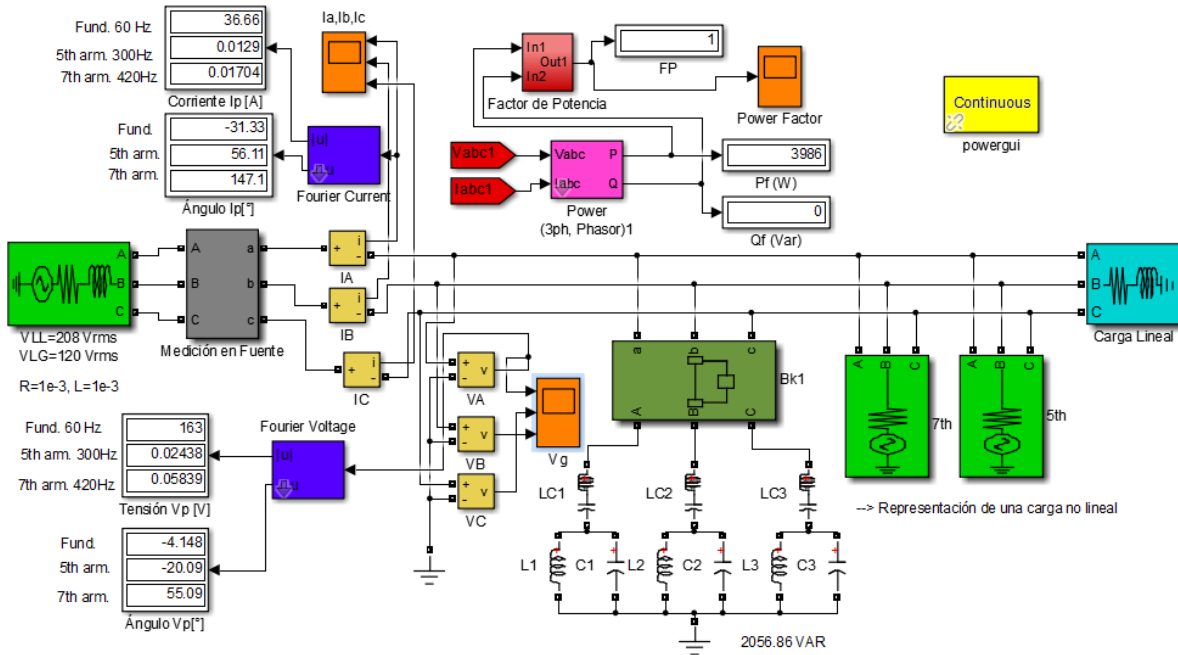 Fund. 60 Hz
36.66
5th arm. 300Hz
0.0129
7th arm. 420Hz
0.01704
Corriente Ip [A]
Fund.
-31.33
5th arm.
56.11
7th arm.
147.1
Ángulo Ip[°]
|u|
u
Fourier Current
Ia,Ib,Ic
In1
In2
Out1
Factor de Potencia
1
FP
Power Factor
Vabc1
Iabc1
Vabc
Iabc
P
Q
Power
(3ph, Phasor)1
3986
Pf (W)
0
Qf (Var)
Continuous
powergui
A
B
C
VLL=208 Vrms
VLG=120 Vrms
R=1e-3, L=1e-3
A
B
C
a
b
c
Medición en Fuente
+
-
i
IA
+
-
i
IB
+
-
i
IC
+
-
v
VA
+
-
v
VB
+
-
v
VC
Vg
Fund. 60 Hz
163
5th arm. 300Hz
0.02438
7th arm. 420Hz
0.05839
Tensión Vp [V]
Fund.
-4.148
5th arm.
-20.09
7th arm.
55.09
Ángulo Vp[°]
Fourier Voltage
|u|
u
a
b
c
A
B
C
Bk1
LC1
LC2
LC3
L1
C1
L2
C2
L3
C3
+
+
+
2056.86 VAR
A
B
C
7th
A
B
C
5th
--> Representación de una carga no lineal
A
B
C
Carga Lineal